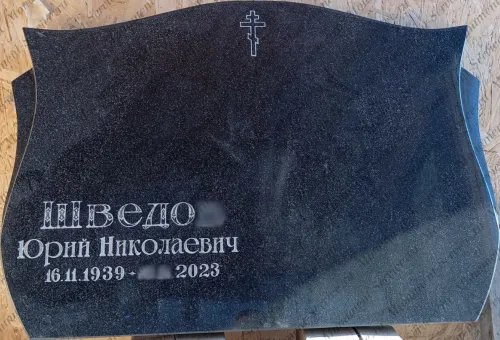 Шведо
Юрий Николаевич
16.11.1939 - 2023